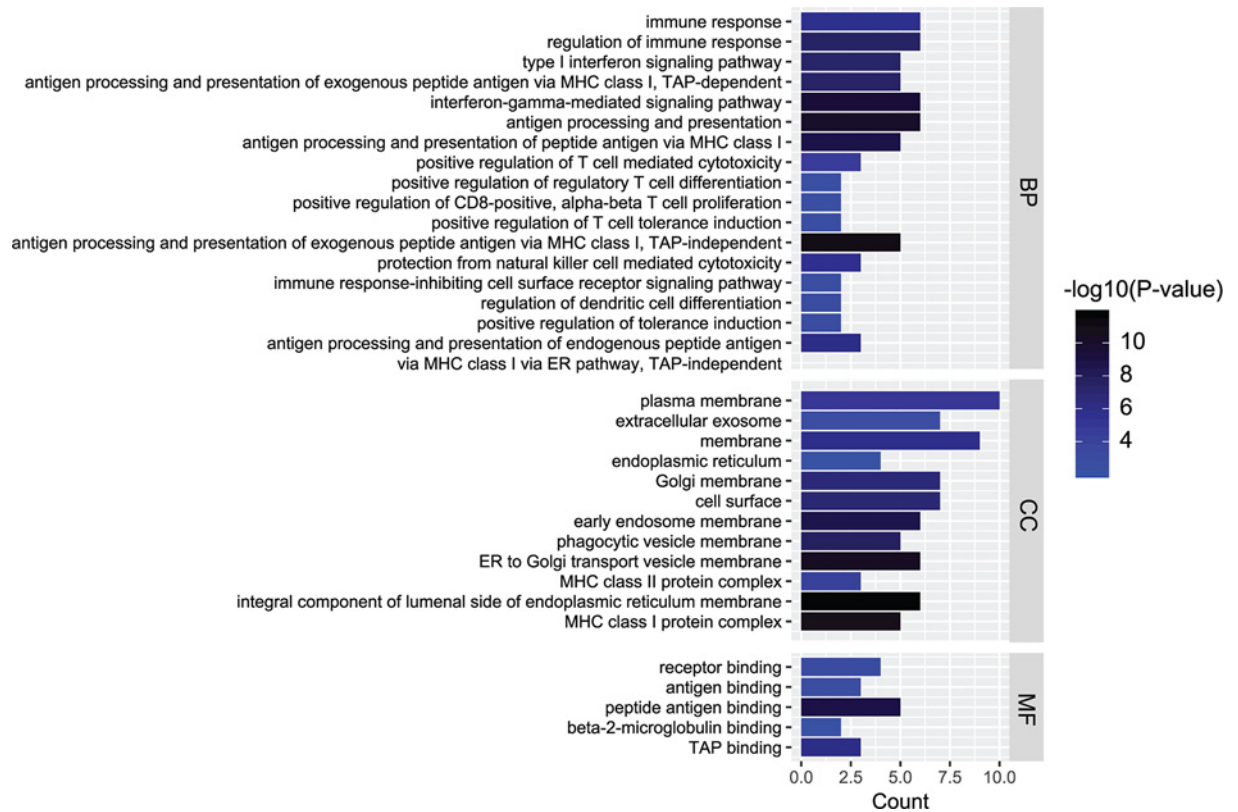 immune response
regulation of immune response
type I interferon signaling pathway
antigen processing and presentation of exogenous peptide antigen via MHC class I, TAP-dependent
interferon-gamma-mediated signaling pathway
antigen processing and presentation
antigen processing and presentation of peptide antigen via MHC class I
positive regulation of T cell mediated cytotoxicity
positive regulation of regulatory T cell differentiation
positive regulation of CD8-positive, alpha-beta T cell proliferation
positive regulation of T cell tolerance induction
antigen processing and presentation of exogenous peptide antigen via MHC class I, TAP-independent
protection from natural killer cell mediated cytotoxicity
immune response-inhibiting cell surface receptor signaling pathway
regulation of dendritic cell differentiation
positive regulation of tolerance induction
antigen processing and presentation of endogenous peptide antigen
via MHC class I via ER pathway, TAP-independent
BP
plasma membrane
extracellular exosome
membrane
endoplasmic reticulum
Golgi membrane
cell surface
early endosome membrane
phagocytic vesicle membrane
ER to Golgi transport vesicle membrane
MHC class II protein complex
integral component of lumenal side of endoplasmic reticulum membrane
MHC class I protein complex
CC
receptor binding
antigen binding
peptide antigen binding
beta-2-microglobulin binding
TAP binding
MF
0.0 2.5 5.0 7.5 10.0
Count
-log10(P-value)
10
8
6
4